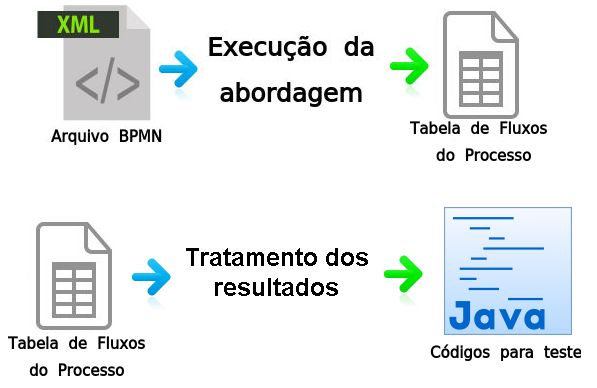 XML
</>
Arquivo BPMN
Execução da
abordagem
Tabela de Fluxos
do Processo
Tabela de Fluxos
do Processo
Tratamento dos
resultados
Java
Códigos para teste